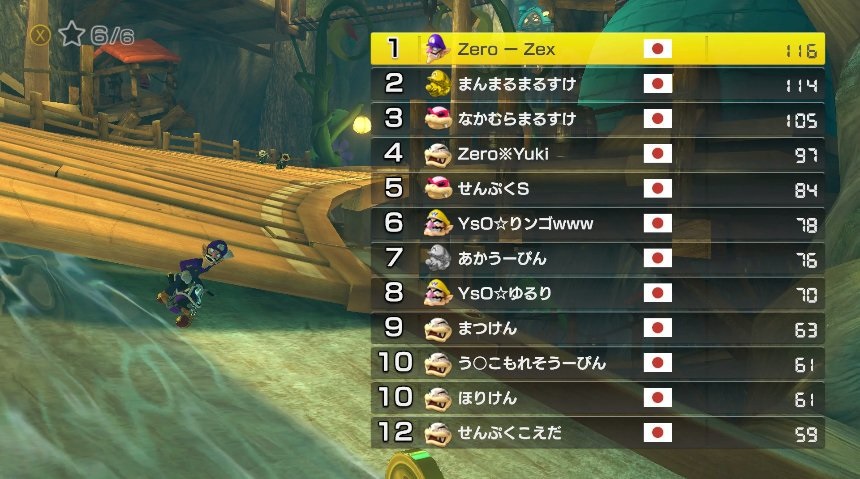 X ☆ 6/6
1 Zero － Zex 116
2 まんまるまるすけ 114
3 なかむらまるすけ 105
4 Zero※Yuki 97
5 せんぷくS 84
6 YsO☆りンゴwww 78
7 あかうーぴん 76
8 YsO☆ゆるり 70
9 まつけん 63
10 う○こもれそうーぴん 61
10 ほりけん 61
12 せんぷくこえだ 59